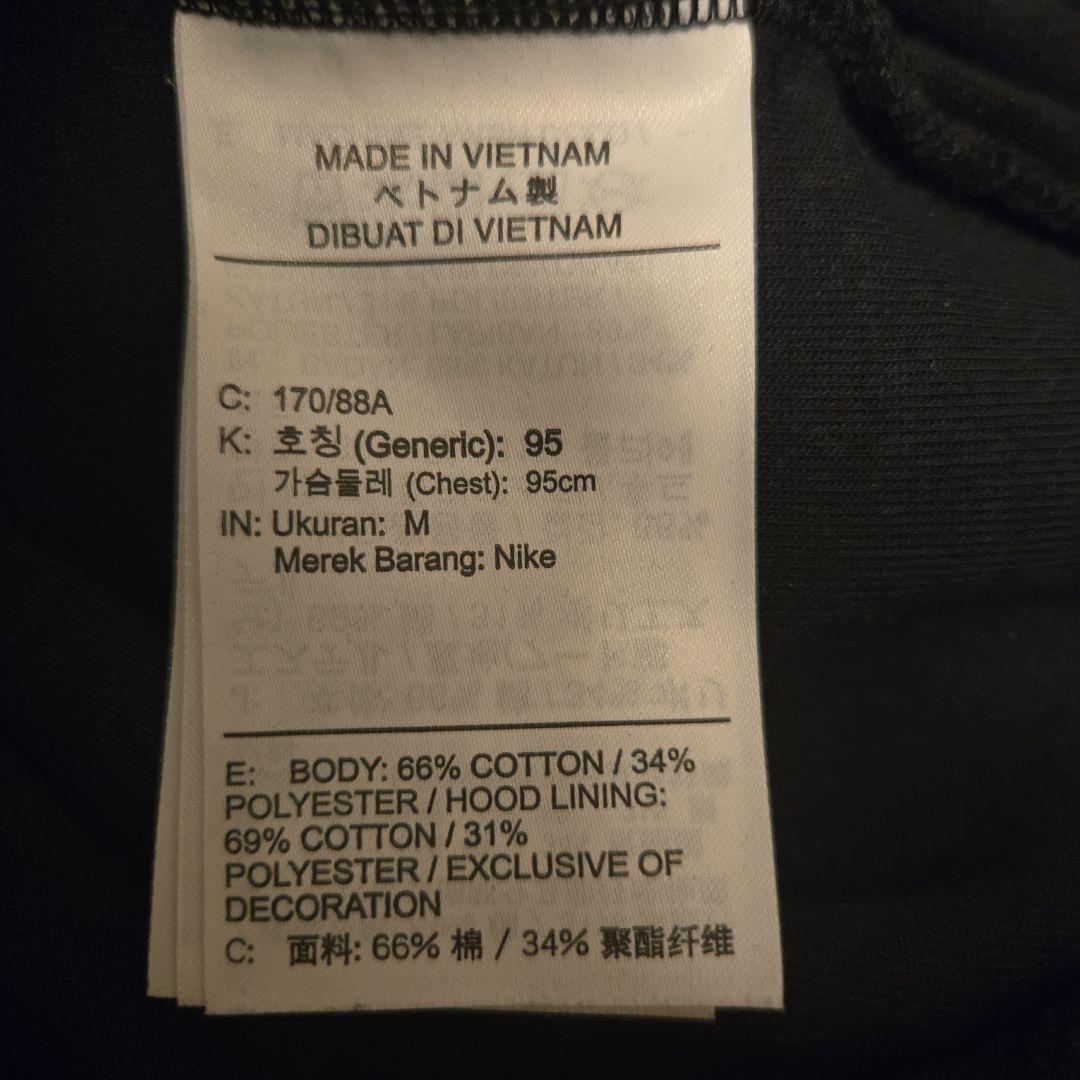 MADE IN VIETNAM
ベトナム製
DIBUAT DI VIETNAM
C: 170/88A
K: 호칭 (Generic): 95
가슴둘레 (Chest): 95cm
IN: Ukuran: M
Merek Barang: Nike
E: BODY: 66% COTTON / 34%
POLYESTER / HOOD LINING:
69% COTTON / 31%
POLYESTER / EXCLUSIVE OF
DECORATION
C: 面料: 66% 棉 / 34% 聚酯纤维